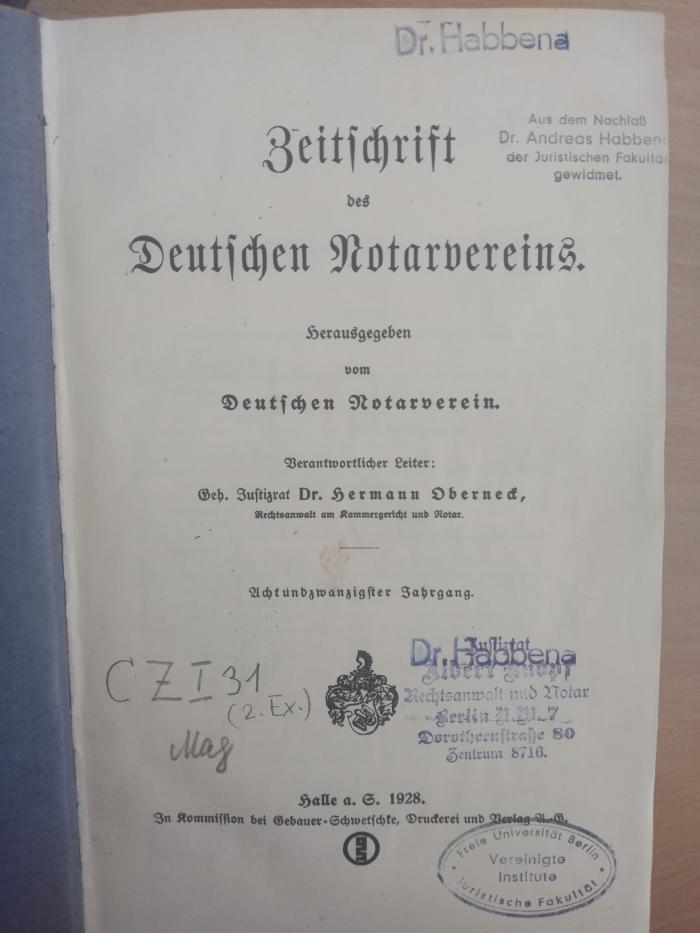 Dr. Habbena
Aus dem Nachlaß
Dr. Andreas Habbena
der Juristischen Fakultät
gewidmet.
Zeitſchrift
des
Deutſchen Notarvereins.
Herausgegeben
vom
Deutſchen Notarverein.
Verantwortlicher Leiter:
Geh. Juſtizrat Dr. Hermann Oberneck,
Rechtsanwalt am Kammergericht und Notar.
Achtundzwanzigſter Jahrgang.
C Z I 31
(2. Ex.)
Mag
Juſtizrat
Dr. Habbena
Albert Knopf
Rechtsanwalt und Notar
Berlin N.W. 7
Dorotheenſtraße 80
Zentrum 8716.
Halle a. S. 1928.
In Kommiſſion bei Gebauer-Schwetſchke, Druckerei und Verlag A.-G.
Freie Universität Berlin
Vereinigte
Institute
Juristische Fakultät